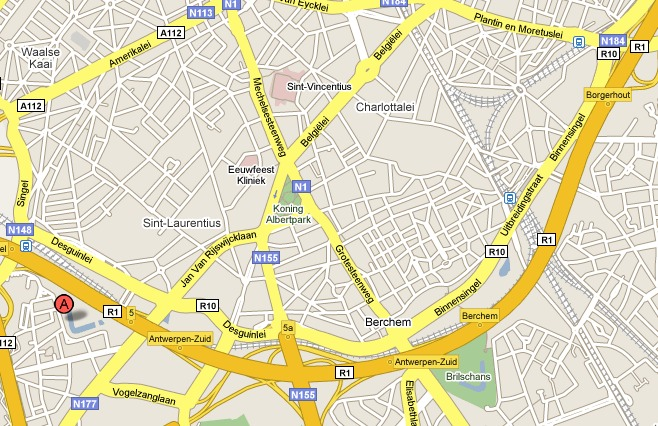 N113
N1
Van Eycklei
N184
Plantin en Moretuslei
A112
Amerikalei
Waalse
Kaai
Belgiëlei
N184
R10
R1
Mechelsesteenweg
Sint-Vincentius
Borgerhout
A112
Charlottalei
Binnensingel
Belgiëlei
Eeuwfeest
Kliniek
Singel
N1
Koning
Albertpark
Uitbreidingstraat
Sint-Laurentius
N148
Desguinlei
Jan Van Rijswijcklaan
R1
N155
R10
Grotesteenweg
A
R10
Binnensingel
R1
5
Desguinlei
5a
Berchem
Berchem
Antwerpen-Zuid
112
Antwerpen-Zuid
R1
Brilschans
Vogelzanglaan
N155
N177
Elisabethla